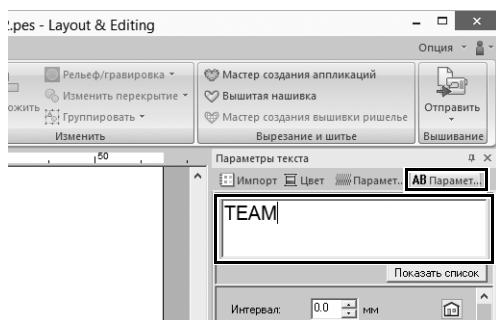 2.pes - Layout & Editing
Опция
Рельеф/гравировка
Мастер создания аппликаций
ожить
Изменить перекрытие
Вышитая нашивка
Отправить
Группировать
Мастер создания вышивки ришелье
Изменить
Вырезание и шитье
Вышивание
50
Параметры текста
Импорт
Цвет
Парамет..
AB Парамет...
TEAM
Показать список
Интервал:
0.0
мм